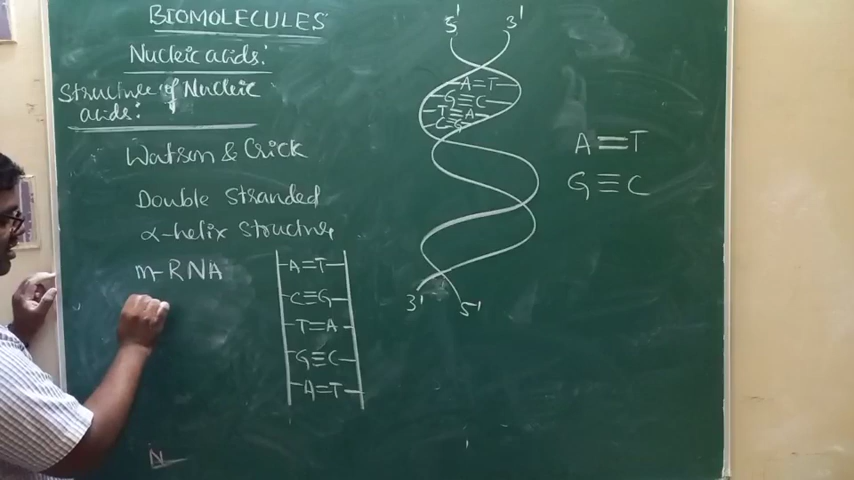 BIOMOLECULES
Nucleic acids:
Structure of Nucleic
acids:
Watson & Crick
Double Stranded
α-helix Structure
m-RNA
A=T
C≡G
T=A
G≡C
A=T
5' 3'
A=T
G≡C
T≡A
C≡G
3' 5'
A=T
G≡C
N